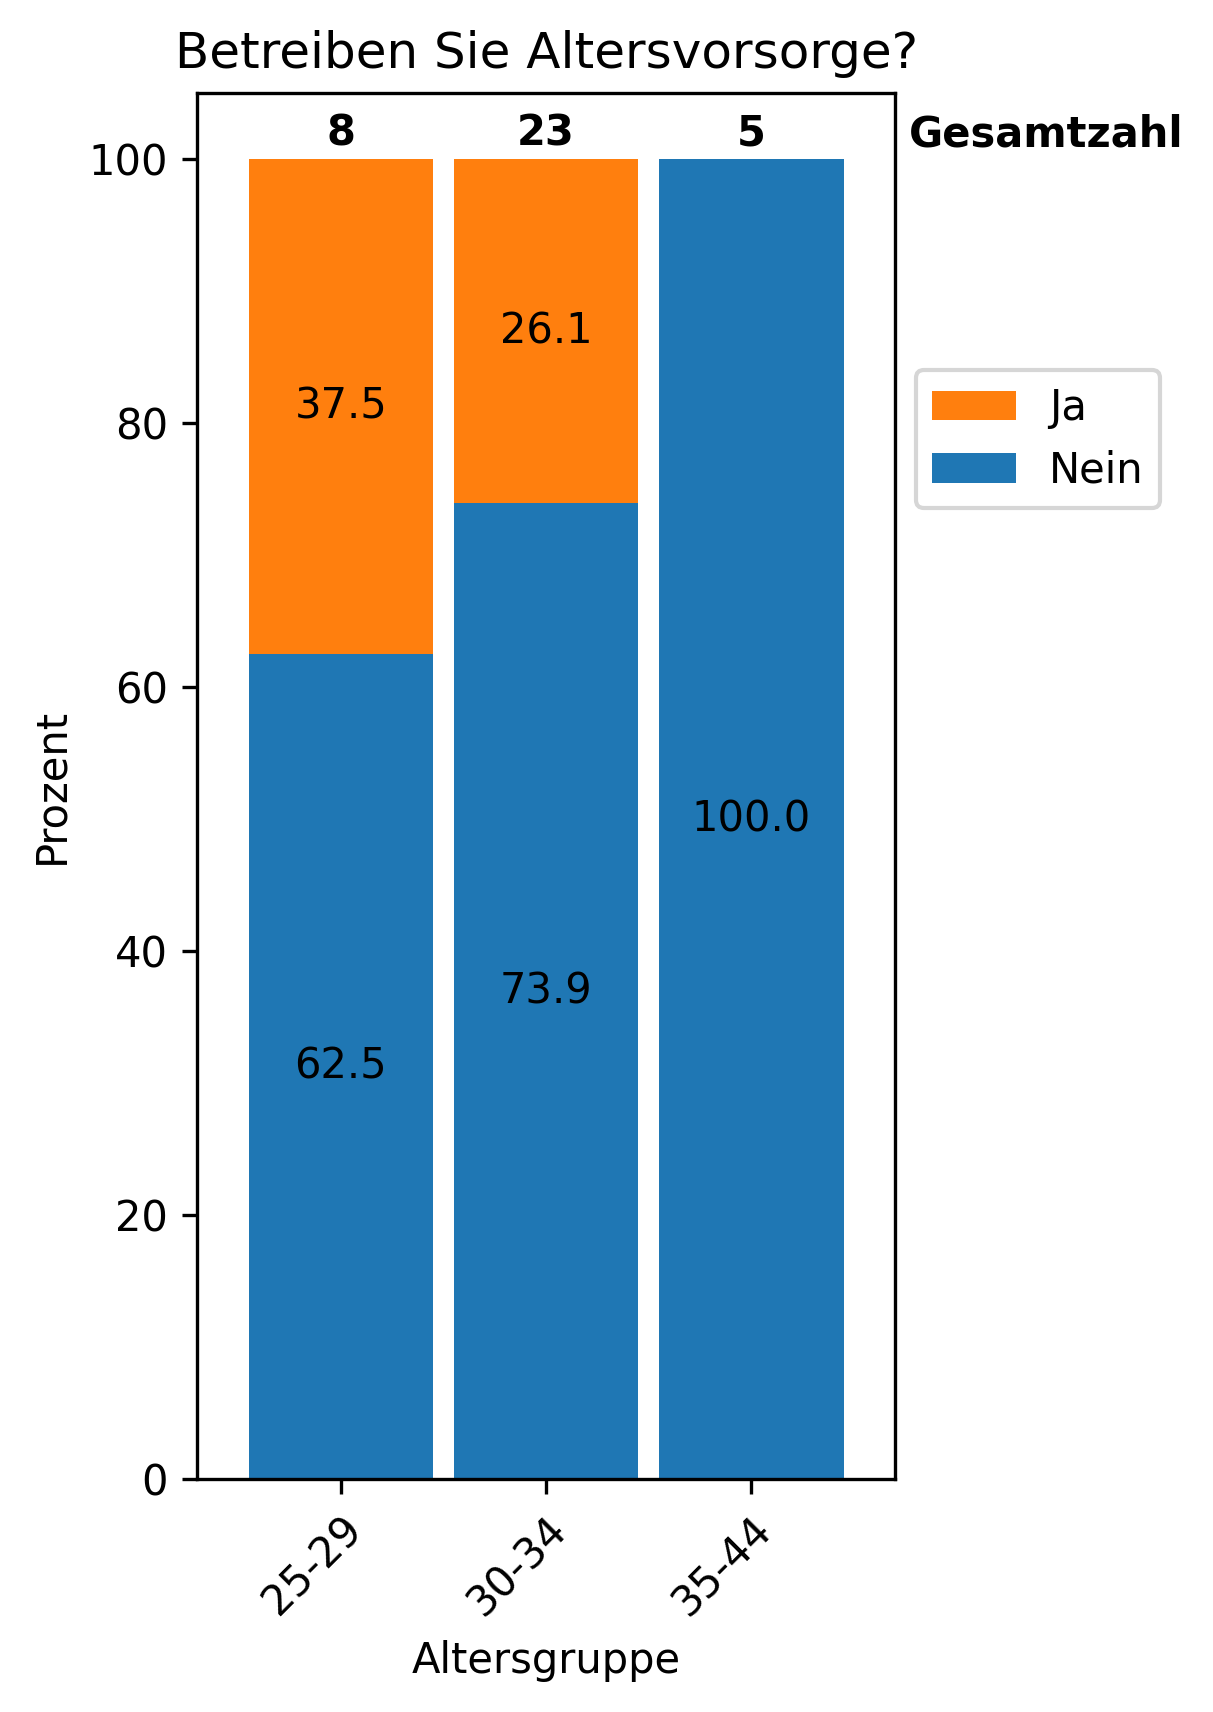 Betreiben Sie Altersvorsorge?
8 23 5 Gesamtzahl
100
80
60
40
20
0
Prozent
37.5 26.1
62.5 73.9 100.0
Ja
Nein
25-29 30-34 35-44
Altersgruppe